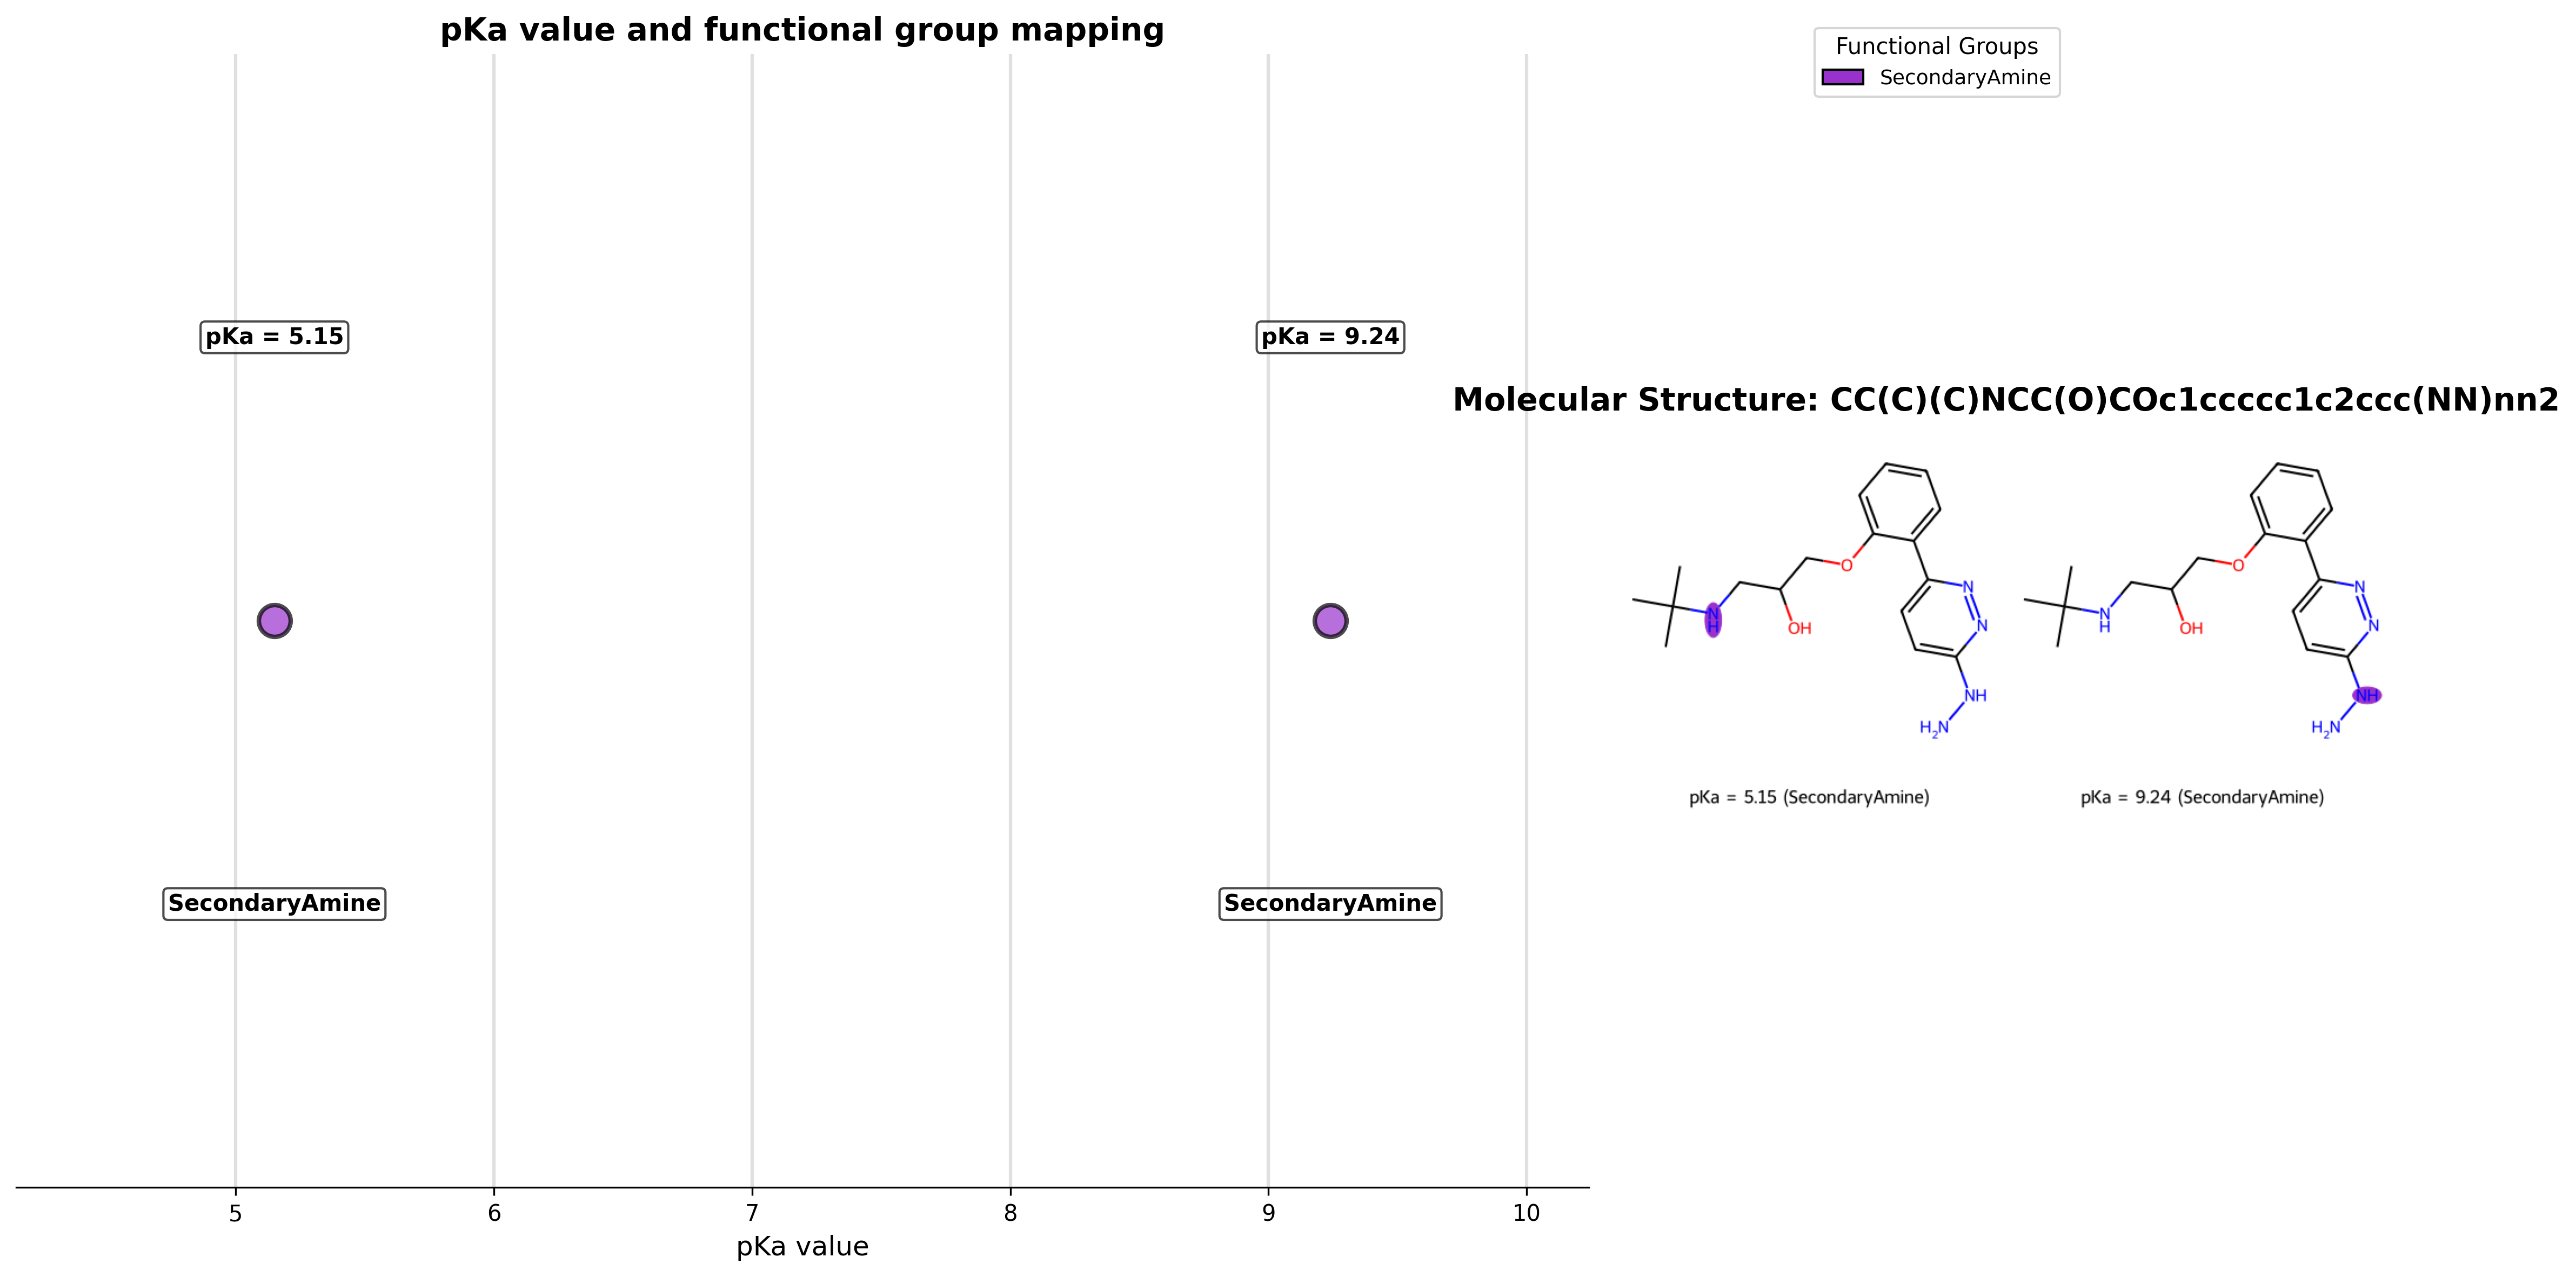 pKa value and functional group mapping
Functional Groups
SecondaryAmine
pKa = 5.15
pKa = 9.24
Molecular Structure: CC(C)(C)NCC(O)COc1ccccc1c2ccc(NN)nn2
O
N
N
N
H
OH
NH
H2N
O
N
N
N
H
OH
NH
H2N
pKa = 5.15 (SecondaryAmine)
pKa = 9.24 (SecondaryAmine)
SecondaryAmine
SecondaryAmine
5 6 7 8 9 10
pKa value